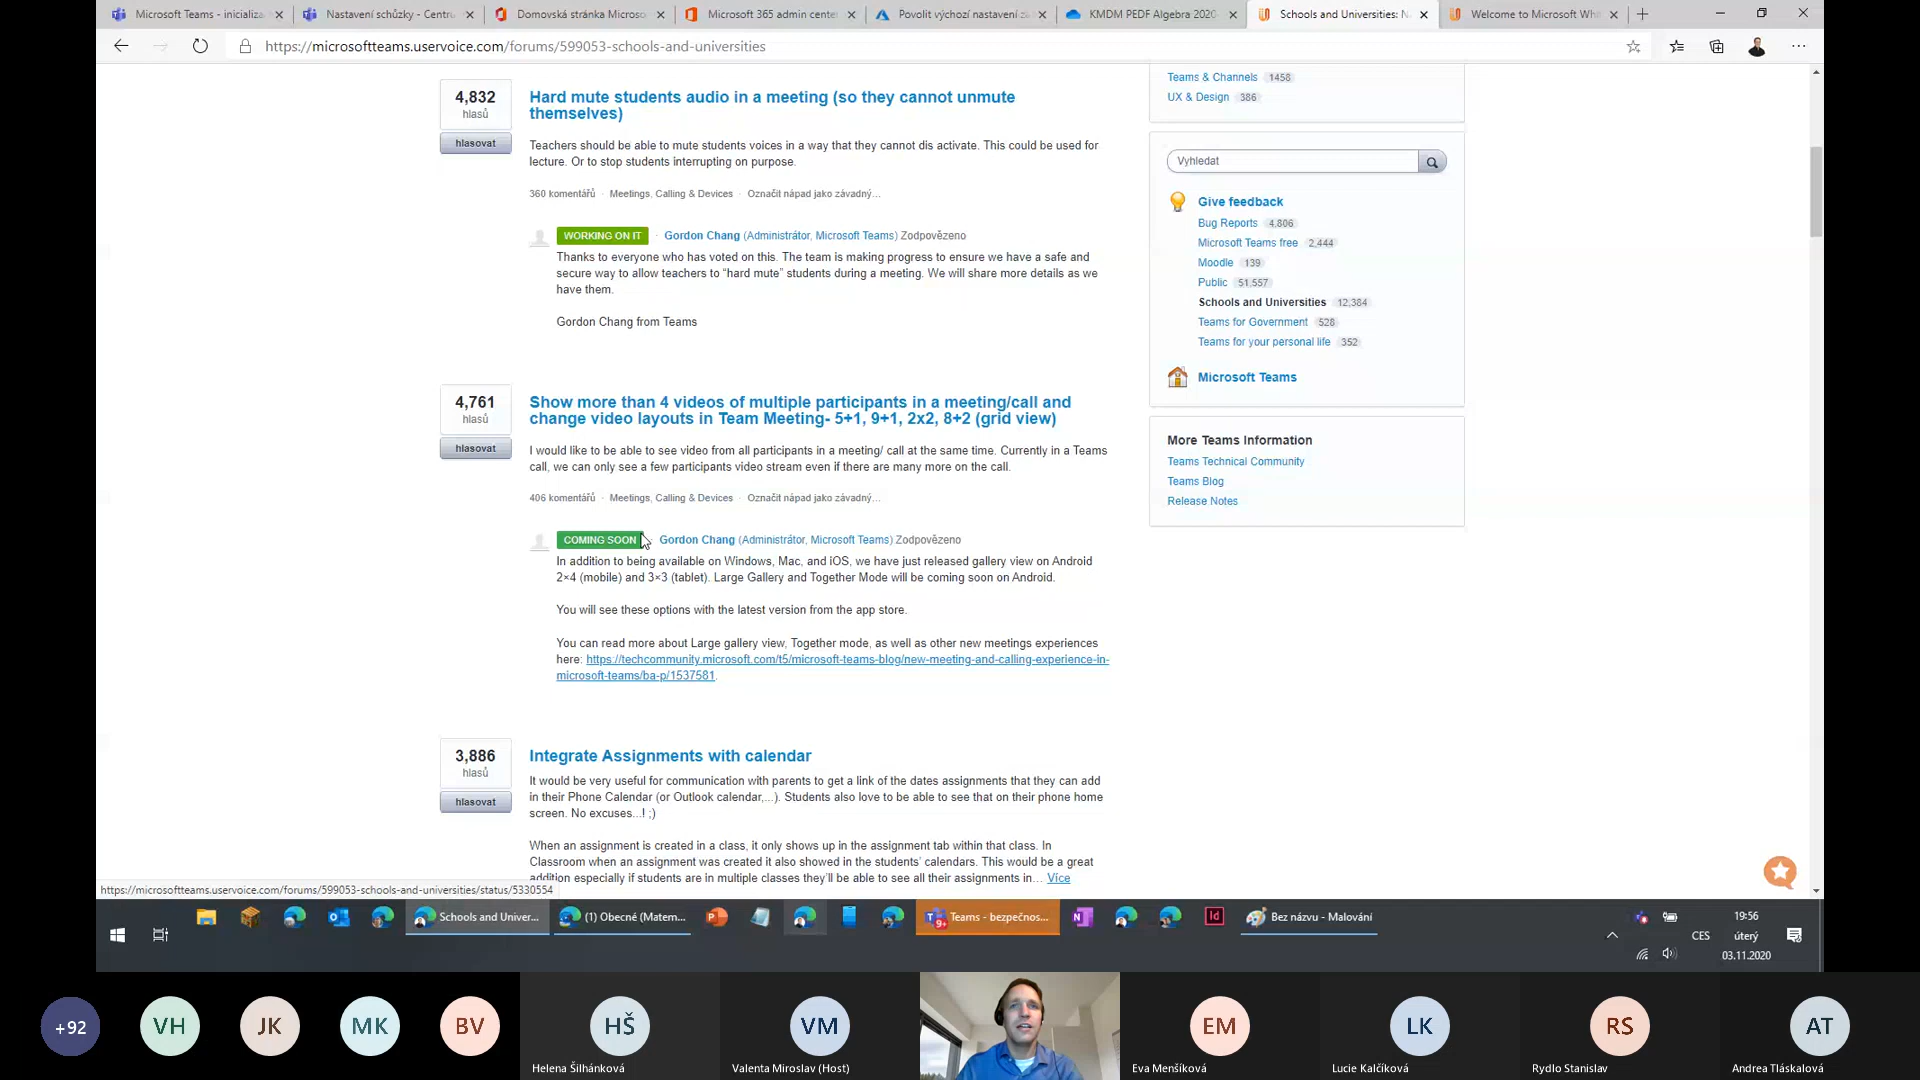 Microsoft Teams - inicializa
Nastavení schůzky - Centru
Domovská stránka Microso
Microsoft 365 admin cente
Povolit výchozí nastavení z
KMDM PEDF Algebra 2020
Schools and Universities: N
Welcome to Microsoft Wha
https://microsoftteams.uservoice.com/forums/599053-schools-and-universities
4,832
hlasů
hlasovat
Hard mute students audio in a meeting (so they cannot unmute
themselves)
Teachers should be able to mute students voices in a way that they cannot dis activate. This could be used for
lecture. Or to stop students interrupting on purpose.
360 komentářů · Meetings, Calling & Devices · Označit nápad jako závadný…
WORKING ON IT · Gordon Chang (Administrátor, Microsoft Teams) Zodpovězeno
Thanks to everyone who has voted on this. The team is making progress to ensure we have a safe and
secure way to allow teachers to “hard mute” students during a meeting. We will share more details as we
have them.
Gordon Chang from Teams
4,761
hlasů
hlasovat
Show more than 4 videos of multiple participants in a meeting/call and
change video layouts in Team Meeting- 5+1, 9+1, 2x2, 8+2 (grid view)
I would like to be able to see video from all participants in a meeting/ call at the same time. Currently in a Teams
call, we can only see a few participants video stream even if there are many more on the call.
406 komentářů · Meetings, Calling & Devices · Označit nápad jako závadný…
COMING SOON · Gordon Chang (Administrátor, Microsoft Teams) Zodpovězeno
In addition to being available on Windows, Mac, and iOS, we have just released gallery view on Android
2×4 (mobile) and 3×3 (tablet). Large Gallery and Together Mode will be coming soon on Android.
You will see these options with the latest version from the app store.
You can read more about Large gallery view, Together mode, as well as other new meetings experiences
here: https://techcommunity.microsoft.com/t5/microsoft-teams-blog/new-meeting-and-calling-experience-in-
microsoft-teams/ba-p/1537581.
3,886
hlasů
hlasovat
Integrate Assignments with calendar
It would be very useful for communication with parents to get a link of the dates assignments that they can add
in their Phone Calendar (or Outlook calendar,...). Students also love to be able to see that on their phone home
screen. No excuses...! ;)
When an assignment is created in a class, it only shows up in the assignment tab within that class. In
Classroom when an assignment was created it also showed in the students' calendars. This would be a great
addition especially if students are in multiple classes they'll be able to see all their assignments in… Více
Teams & Channels 1458
UX & Design 386
Vyhledat
Give feedback
Bug Reports 4,806
Microsoft Teams free 2,444
Moodle 139
Public 51,557
Schools and Universities 12,384
Teams for Government 528
Teams for your personal life 352
Microsoft Teams
More Teams Information
Teams Technical Community
Teams Blog
Release Notes
https://microsoftteams.uservoice.com/forums/599053-schools-and-universities/status/5330554
Schools and Univer...
(1) Obecné (Matem...
9+
Teams - bezpečnos...
Id
Bez názvu - Malování
CES
19:56
úterý
03.11.2020
+92
VH
JK
MK
BV
HŠ
VM
EM
LK
RS
AT
Helena Šilhánková
Valenta Miroslav (Host)
Eva Menšíková
Lucie Kalčíková
Rydlo Stanislav
Andrea Tláskalová